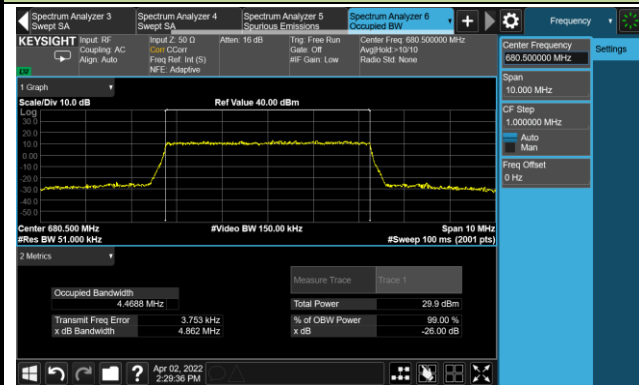 Spectrum Analyzer 3
Swept SA
Spectrum Analyzer 4
Swept SA
Spectrum Analyzer 5
Spurious Emissions
Spectrum Analyzer 6
Occupied BW
Frequency
KEYSIGHT
Input: RF
Coupling: AC
Align: Auto
Input Z: 50 Ω
Corr CCorr
Freq Ref: Int (S)
NFE: Adaptive
Atten: 16 dB
Trig: Free Run
Gate: Off
#IF Gain: Low
Center Freq: 680.500000 MHz
Avg|Hold:>10/10
Radio Std: None
Center Frequency
680.500000 MHz
Settings
Span
10.000 MHz
CF Step
1.000000 MHz
Auto
Man
Freq Offset
0 Hz
1 Graph
Scale/Div 10.0 dB
Ref Value 40.00 dBm
Log
30.0
20.0
10.0
0.00
-10.0
-20.0
-30.0
-40.0
-50.0
Center 680.500 MHz
#Video BW 150.00 kHz
Span 10 MHz
#Res BW 51.000 kHz
#Sweep 100 ms (2001 pts)
2 Metrics
Measure Trace
Trace 1
Occupied Bandwidth
4.4688 MHz
Total Power
29.9 dBm
Transmit Freq Error
3.753 kHz
% of OBW Power
99.00 %
x dB Bandwidth
4.862 MHz
x dB
-26.00 dB
?
Apr 02, 2022
2:29:36 PM